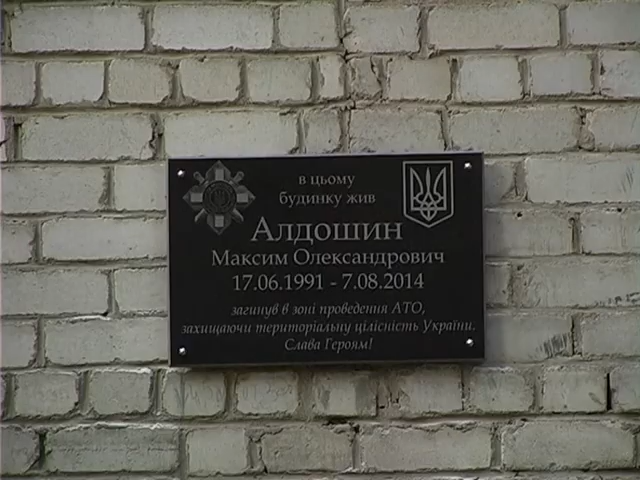 в цьому
будинку жив
Алдошин
Максим Олександрович
17.06.1991 - 7.08.2014
загинув в зоні проведення АТО,
захищаючи територіальну цілісність України.
Слава Героям!